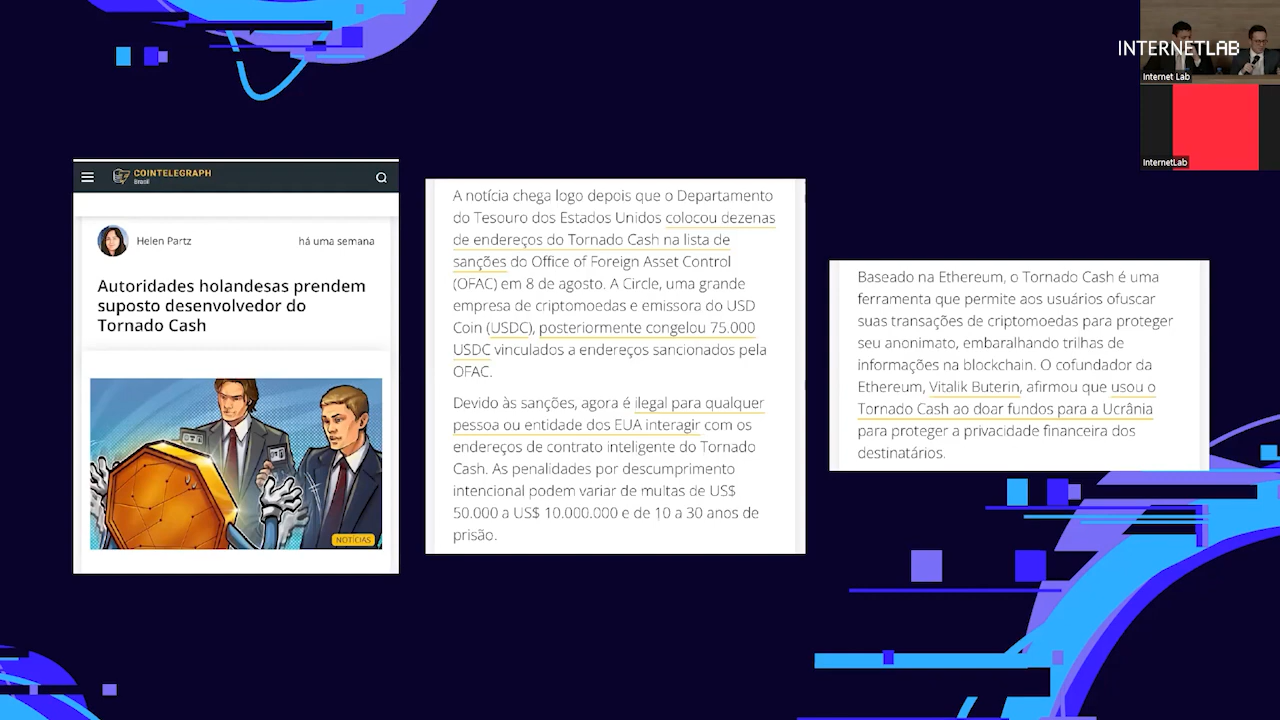 INTERNETLAB
Internet Lab
InternetLab
COINTELEGRAPH
Brasil
Helen Partz
há uma semana
Autoridades holandesas prendem
suposto desenvolvedor do
Tornado Cash
NOTÍCIAS
A notícia chega logo depois que o Departamento
do Tesouro dos Estados Unidos colocou dezenas
de endereços do Tornado Cash na lista de
sanções do Office of Foreign Asset Control
(OFAC) em 8 de agosto. A Circle, uma grande
empresa de criptomoedas e emissora do USD
Coin (USDC), posteriormente congelou 75.000
USDC vinculados a endereços sancionados pela
OFAC.
Devido às sanções, agora é ilegal para qualquer
pessoa ou entidade dos EUA interagir com os
endereços de contrato inteligente do Tornado
Cash. As penalidades por descumprimento
intencional podem variar de multas de US$
50.000 a US$ 10.000.000 e de 10 a 30 anos de
prisão.
Baseado na Ethereum, o Tornado Cash é uma
ferramenta que permite aos usuários ofuscar
suas transações de criptomoedas para proteger
seu anonimato, embaralhando trilhas de
informações na blockchain. O cofundador da
Ethereum, Vitalik Buterin, afirmou que usou o
Tornado Cash ao doar fundos para a Ucrânia
para proteger a privacidade financeira dos
destinatários.